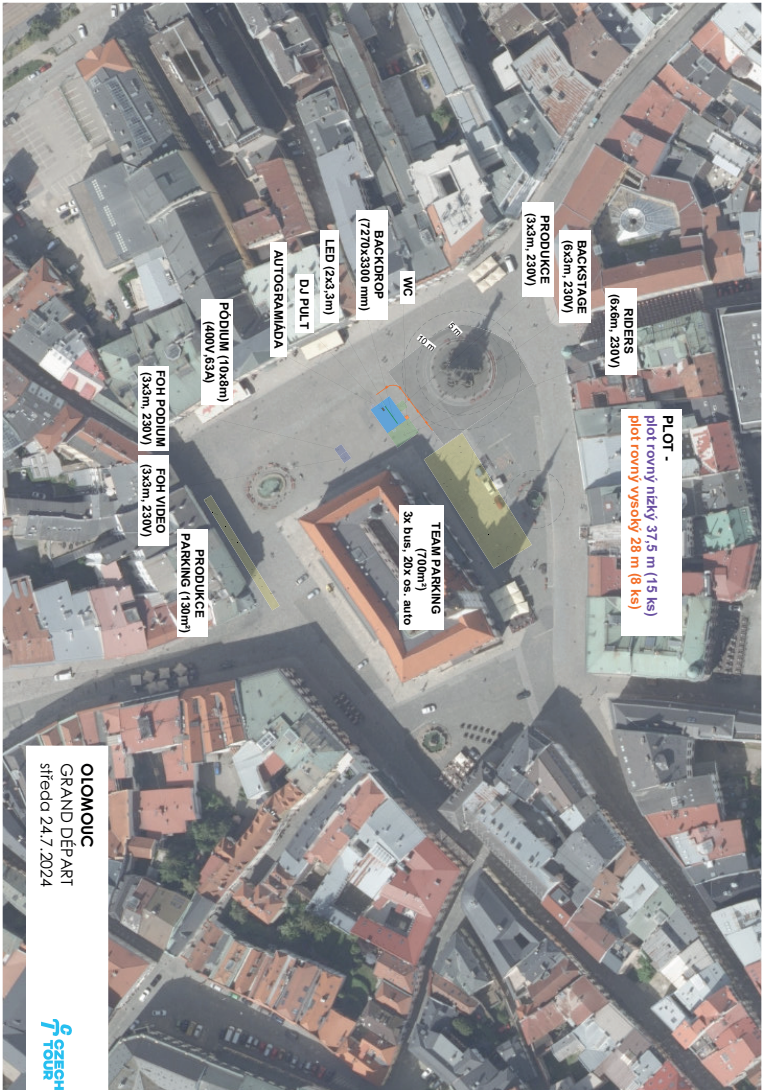 PLOT -
plot rovný nízký 37,5 m (15 ks)
plot rovný vysoký 28 m (8 ks)
RIDERS
(6x6m, 230V)
BACKSTAGE
(6x3m, 230V)
PRODUKCE
(3x3m, 230V)
WC
BACKDROP
(7270x3300 mm)
LED (2x3,3m)
DJ PULT
AUTOGRAMIÁDA
PÓDIUM (10x8m)
(400V,63A)
FOH PODIUM
(3x3m, 230V)
FOH VIDEO
(3x3m, 230V)
PRODUKCE
PARKING (130m²)
TEAM PARKING
(700m²)
3x bus, 20x os. auto
5 m
10 m
OLOMOUC
GRAND DÉPART
středa 24.7.2024
CZECH
TOUR